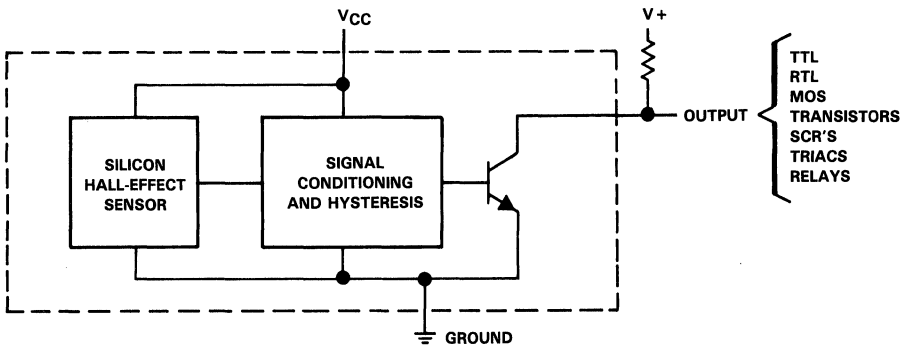 VCC
V+
SILICON
HALL-EFFECT
SENSOR
SIGNAL
CONDITIONING
AND HYSTERESIS
OUTPUT
TTL
RTL
MOS
TRANSISTORS
SCR'S
TRIACS
RELAYS
GROUND